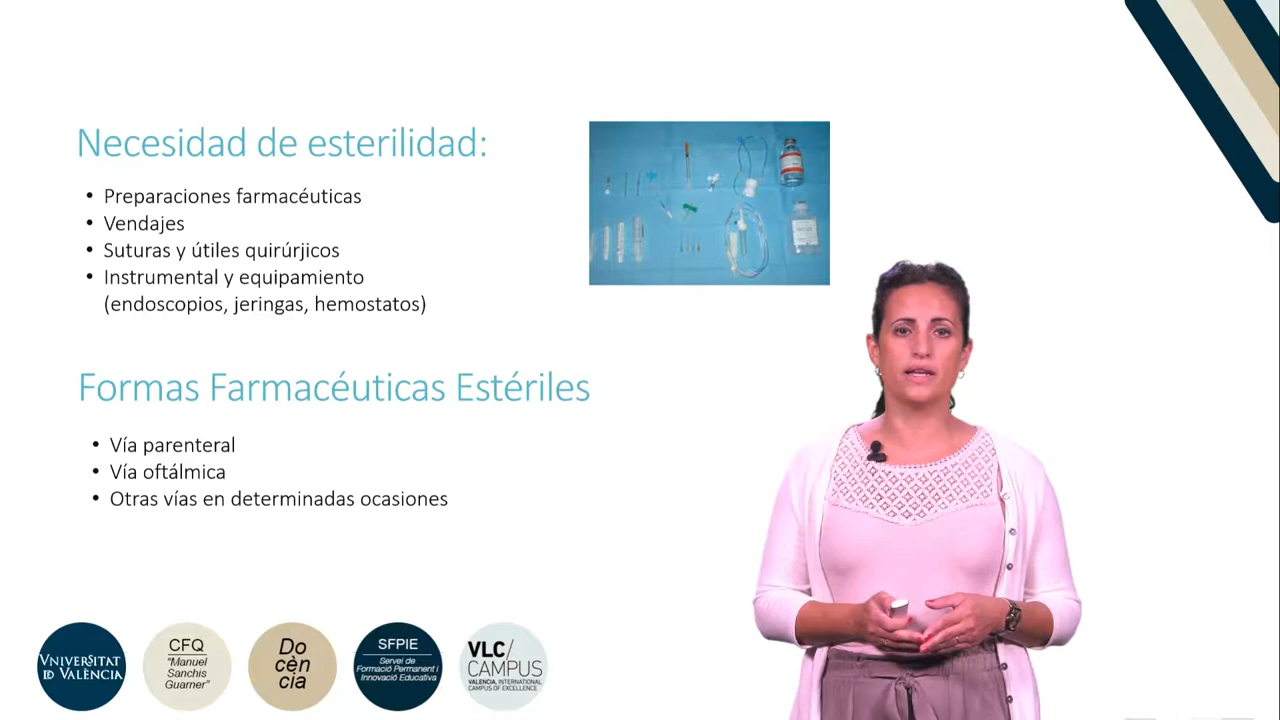 Necesidad de esterilidad:
• Preparaciones farmacéuticas
• Vendajes
• Suturas y útiles quirúrjicos
• Instrumental y equipamiento
(endoscopios, jeringas, hemostatos)
Formas Farmacéuticas Estériles
• Vía parenteral
• Vía oftálmica
• Otras vías en determinadas ocasiones
VNIVERSITAT
ID VALÈNCIA
CFQ
"Manuel
Sanchis
Guarner"
Do
cèn
cia
SFPIE
Servei de
Formació Permanent i
Innovació Educativa
VLC/
CAMPUS
VALENCIA, INTERNATIONAL
CAMPUS OF EXCELLENCE